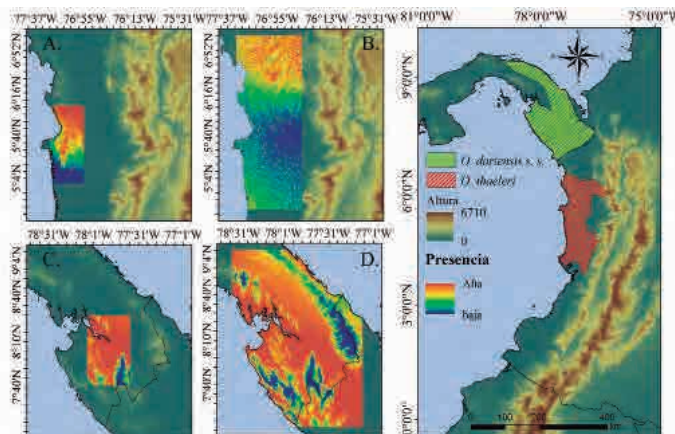 77°37'W 76°55'W 76°13'W 75°31'W
77°37'W 76°55'W 76°13'W 75°31'W
81°0'0"W 78°0'0"W 75°0'0"W
A.
B.
6°52'N
6°16'N
5°40'N
5°4'N
9°0'0"N
6°0'0"N
3°0'0"N
0°0'0"N
O. dariensis s. s.
O. thaeleri
Altura
6710
0
Presencia
Alta
baja
78°31'W 78°1'W 77°31'W 77°1'W
78°31'W 78°1'W 77°31'W 77°1'W
C.
D.
9°4'N
8°40'N
8°10'N
7°40'N
0 100 200 400
km